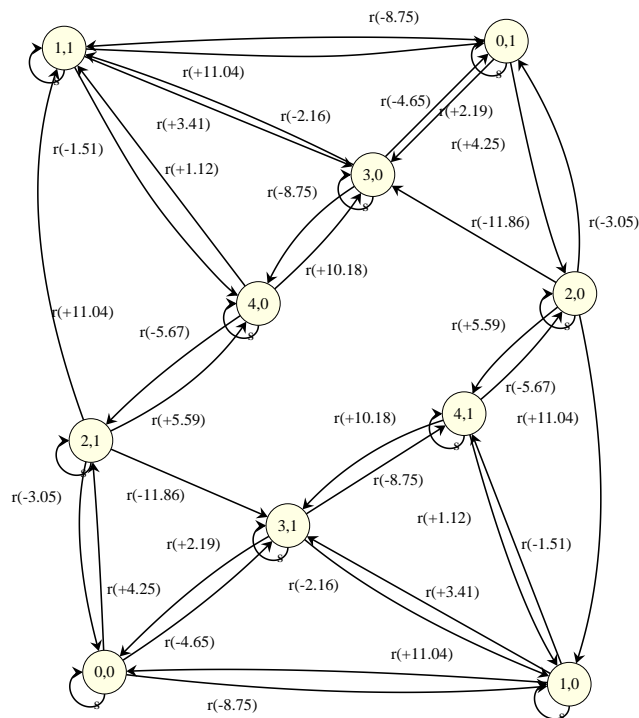 r(-8.75)
0,1
1,1
s
s
r(+11.04)
r(-4.65)
r(-2.16)
r(+2.19)
r(+3.41)
r(+4.25)
r(-1.51)
r(+1.12)
3,0
r(-8.75)
s
r(-11.86)
r(-3.05)
r(+10.18)
2,0
4,0
r(+11.04)
r(-5.67)
s
s
r(+5.59)
r(-5.67)
4,1
r(+5.59)
r(+10.18)
r(+11.04)
2,1
s
s
r(-8.75)
r(-3.05)
r(-11.86)
r(+1.12)
3,1
r(+2.19)
r(-1.51)
s
r(-2.16)
r(+4.25)
r(+3.41)
r(-4.65)
r(+11.04)
0,0
1,0
s
r(-8.75)
s